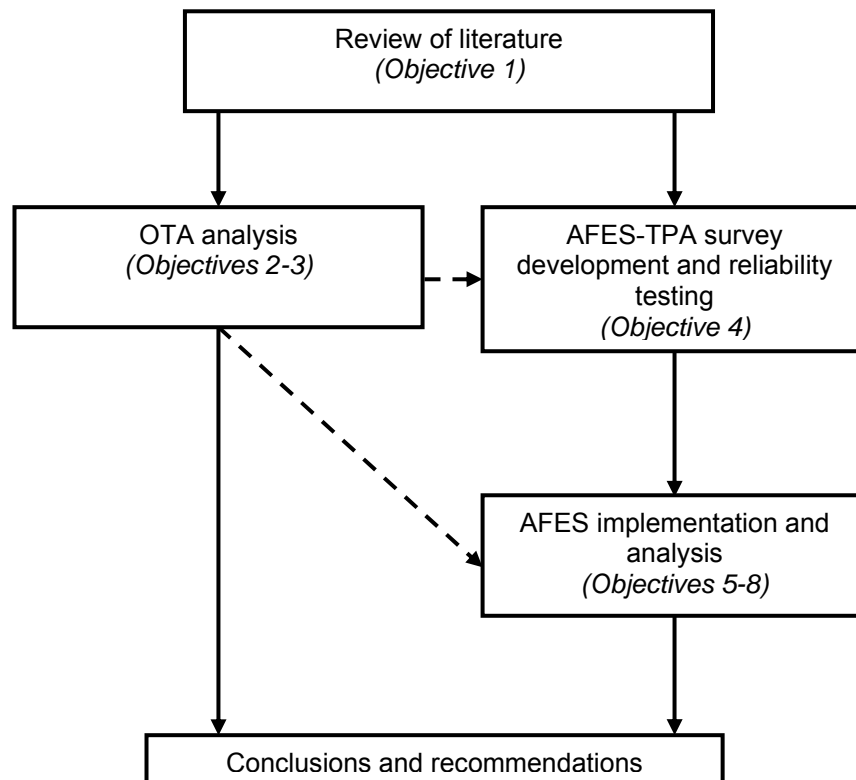 Review of literature
(Objective 1)
OTA analysis
(Objectives 2-3)
AFES-TPA survey
development and reliability
testing
(Objective 4)
AFES implementation and
analysis
(Objectives 5-8)
Conclusions and recommendations